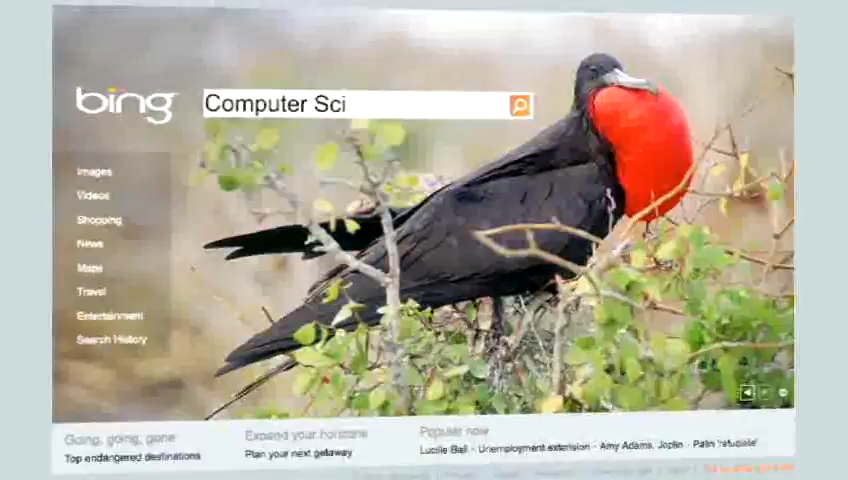 bing
Computer Sci
Images
Videos
Shopping
News
Maps
Travel
Entertainment
Search History
Going, going, gone
Expand your horizons
Popular now
Top endangered destinations
Plan your next getaway
Lucille Ball · Unemployment extension · Amy Adams, Joplin · Palin 'refudiate'